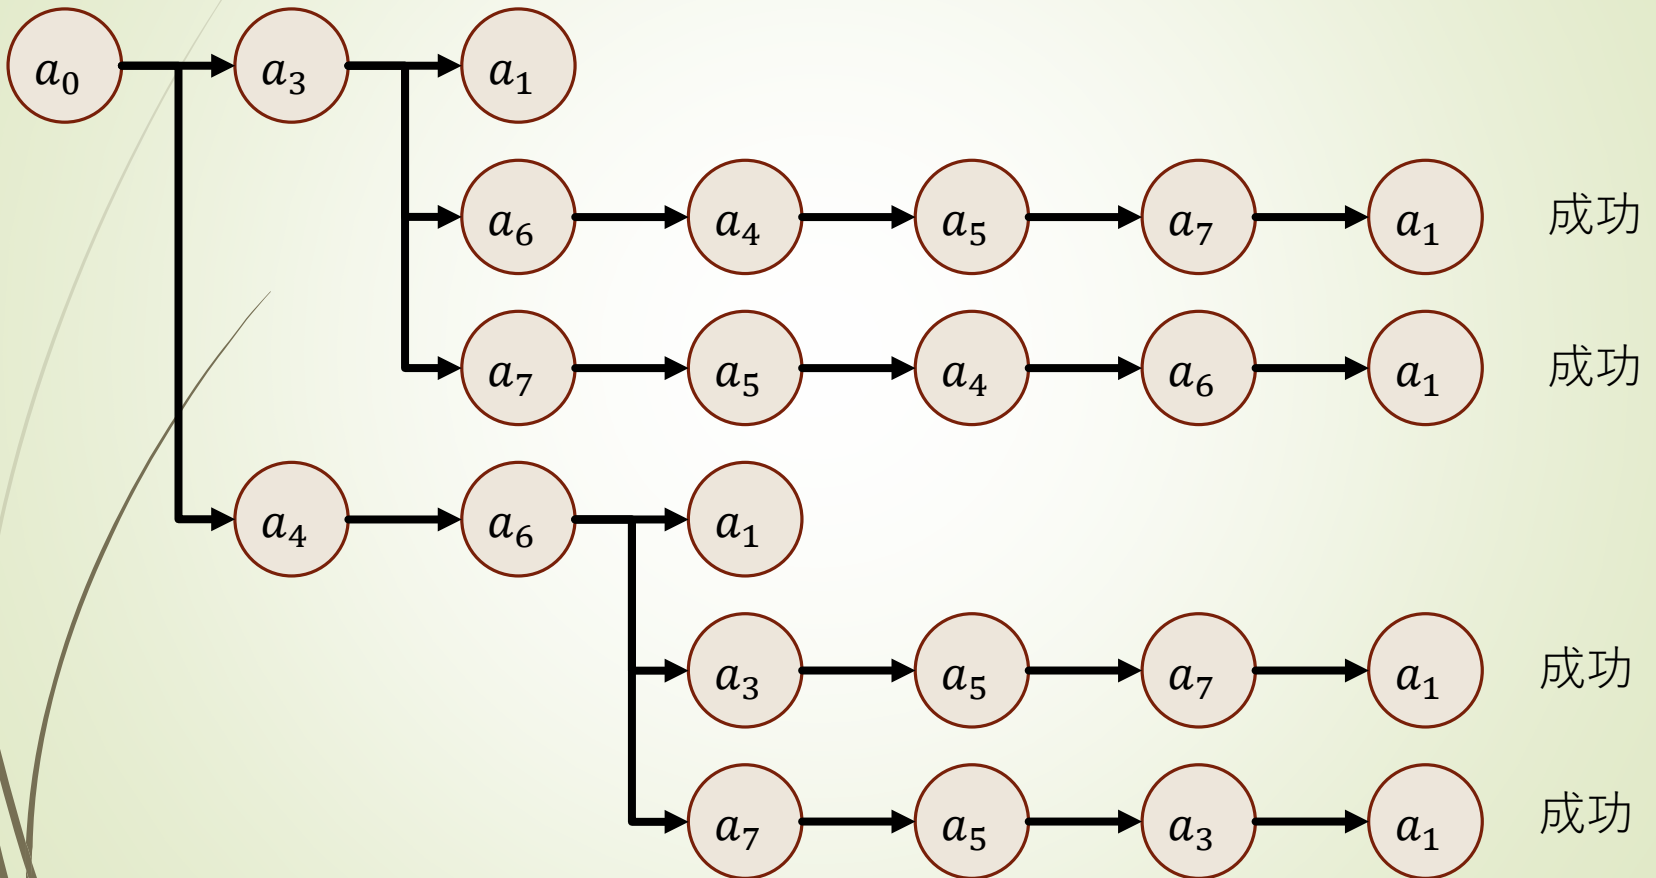 a₀ a₃ a₁
a₆ a₄ a₅ a₇ a₁ 成功
a₇ a₅ a₄ a₆ a₁ 成功
a₄ a₆ a₁
a₃ a₅ a₇ a₁ 成功
a₇ a₅ a₃ a₁ 成功